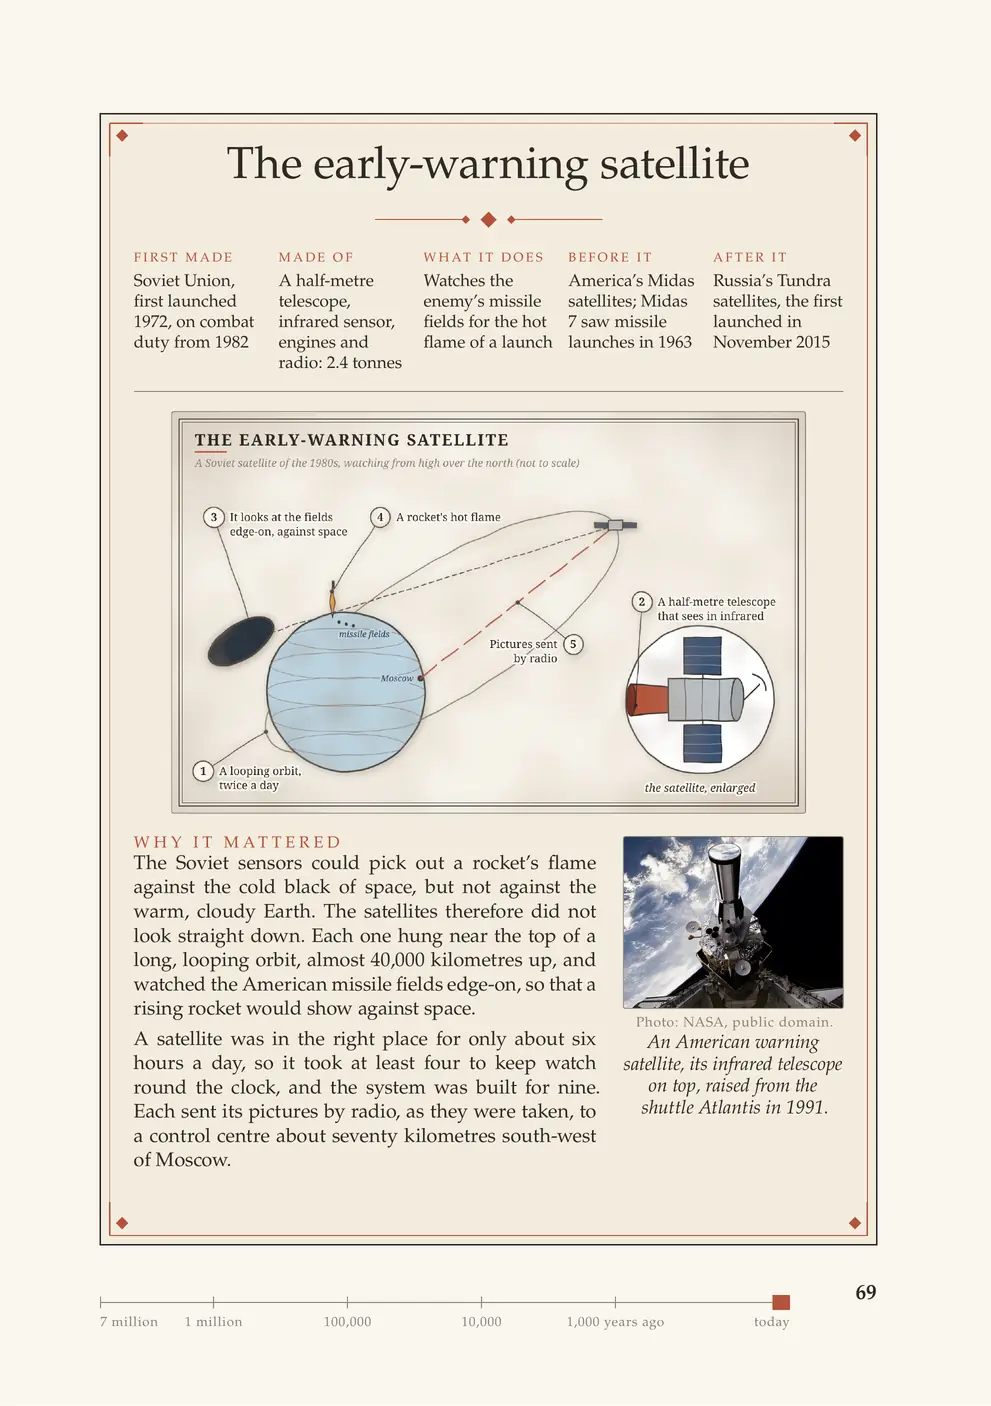 The early-warning satellite
FIRST MADE
Soviet Union,
first launched
1972, on combat
duty from 1982
MADE OF
A half-metre
telescope,
infrared sensor,
engines and
radio: 2.4 tonnes
WHAT IT DOES
Watches the
enemy’s missile
fields for the hot
flame of a launch
BEFORE IT
America’s Midas
satellites; Midas
7 saw missile
launches in 1963
AFTER IT
Russia’s Tundra
satellites, the first
launched in
November 2015
THE EARLY-WARNING SATELLITE
A Soviet satellite of the 1980s, watching from high over the north (not to scale)
3 It looks at the fields
edge-on, against space
4 A rocket's hot flame
missile fields
Moscow
2 A half-metre telescope
that sees in infrared
Pictures sent 5
by radio
1 A looping orbit,
twice a day
the satellite, enlarged
WHY IT MATTERED
The Soviet sensors could pick out a rocket’s flame
against the cold black of space, but not against the
warm, cloudy Earth. The satellites therefore did not
look straight down. Each one hung near the top of a
long, looping orbit, almost 40,000 kilometres up, and
watched the American missile fields edge-on, so that a
rising rocket would show against space.
A satellite was in the right place for only about six
hours a day, so it took at least four to keep watch
round the clock, and the system was built for nine.
Each sent its pictures by radio, as they were taken, to
a control centre about seventy kilometres south-west
of Moscow.
Photo: NASA, public domain.
An American warning
satellite, its infrared telescope
on top, raised from the
shuttle Atlantis in 1991.
69
7 million 1 million 100,000 10,000 1,000 years ago today